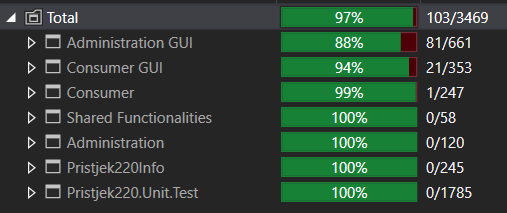 Total 97% 103/3469
Administration GUI 88% 81/661
Consumer GUI 94% 21/353
Consumer 99% 1/247
Shared Functionalities 100% 0/58
Administration 100% 0/120
Pristjek220Info 100% 0/245
Pristjek220.Unit.Test 100% 0/1785